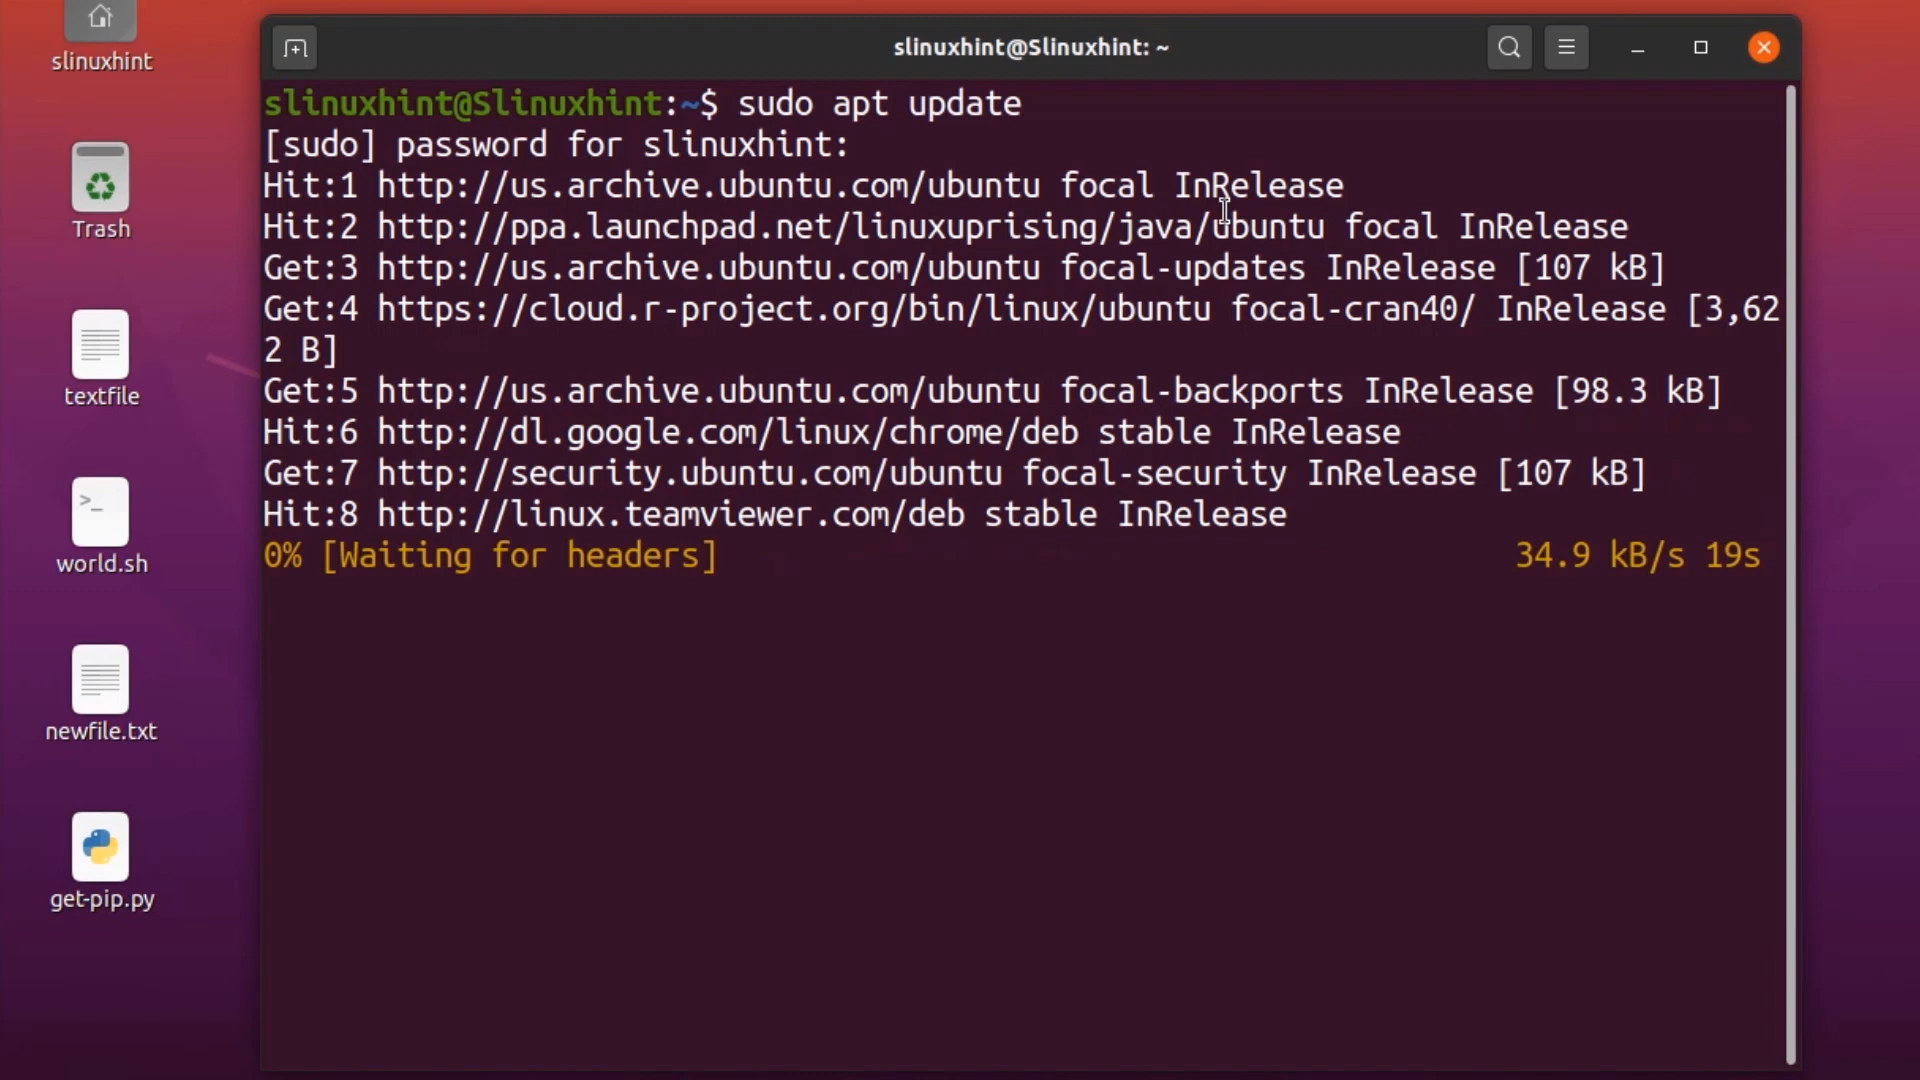 slinuxhint@Slinuxhint: ~
slinuxhint@Slinuxhint:~$ sudo apt update
[sudo] password for slinuxhint:
Hit:1 http://us.archive.ubuntu.com/ubuntu focal InRelease
Hit:2 http://ppa.launchpad.net/linuxuprising/java/ubuntu focal InRelease
Get:3 http://us.archive.ubuntu.com/ubuntu focal-updates InRelease [107 kB]
Get:4 https://cloud.r-project.org/bin/linux/ubuntu focal-cran40/ InRelease [3,62
2 B]
Get:5 http://us.archive.ubuntu.com/ubuntu focal-backports InRelease [98.3 kB]
Hit:6 http://dl.google.com/linux/chrome/deb stable InRelease
Get:7 http://security.ubuntu.com/ubuntu focal-security InRelease [107 kB]
Hit:8 http://linux.teamviewer.com/deb stable InRelease
0% [Waiting for headers] 34.9 kB/s 19s
slinuxhint
Trash
textfile
>_
world.sh
newfile.txt
get-pip.py